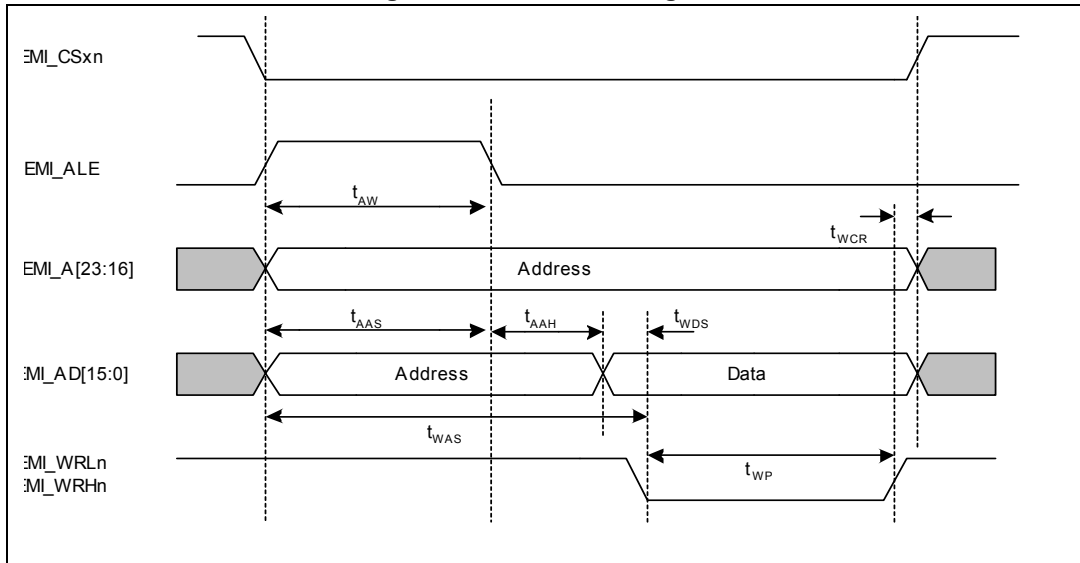 EMI_CSxn
EMI_ALE
tAW
tWCR
EMI_A[23:16]
Address
tAAS
tAAH
tWDS
EMI_AD[15:0]
Address
Data
tWAS
EMI_WRLn
EMI_WRHn
tWP